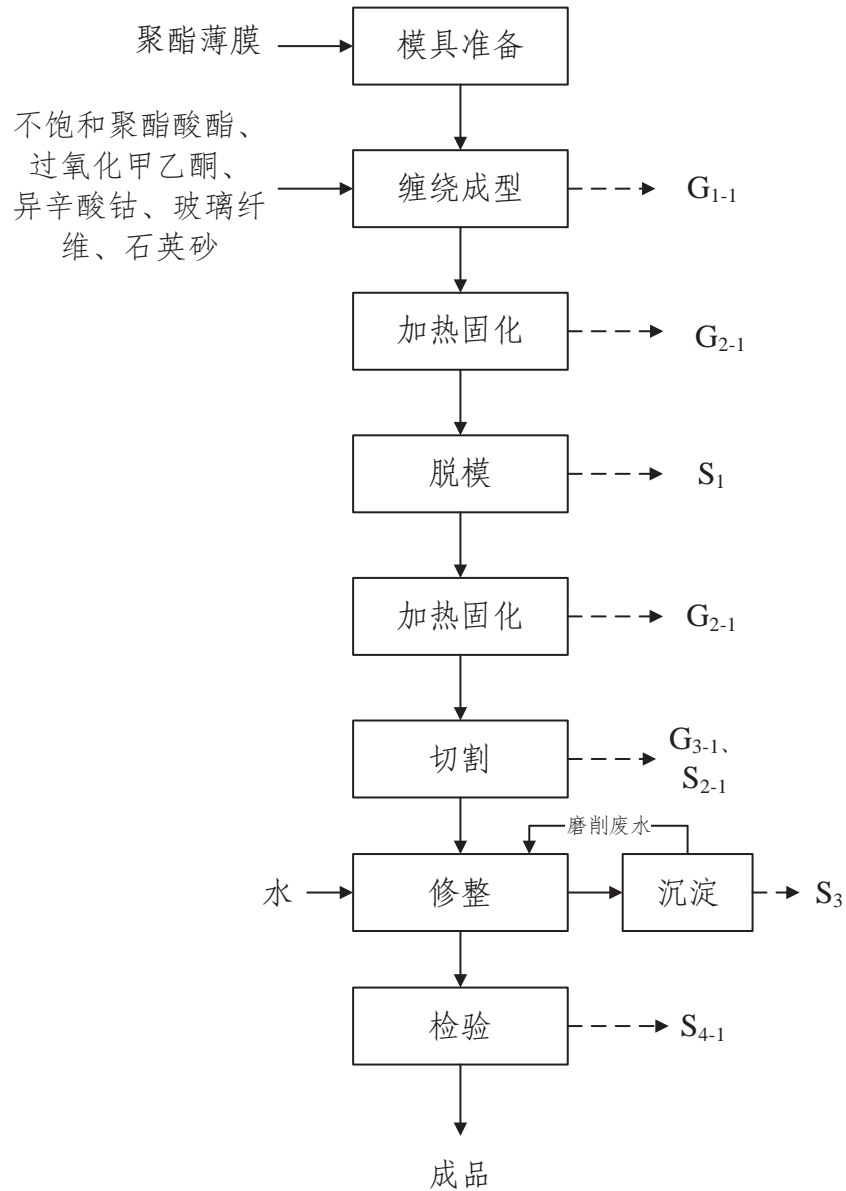 聚酯薄膜
模具准备
不饱和聚酯酸酯、
过氧化甲乙酮、
异辛酸钴、玻璃纤
维、石英砂
缠绕成型
G1-1
加热固化
G2-1
脱模
S1
加热固化
G2-1
切割
G3-1、
S2-1
磨削废水
水
修整
沉淀
S3
检验
S4-1
成品